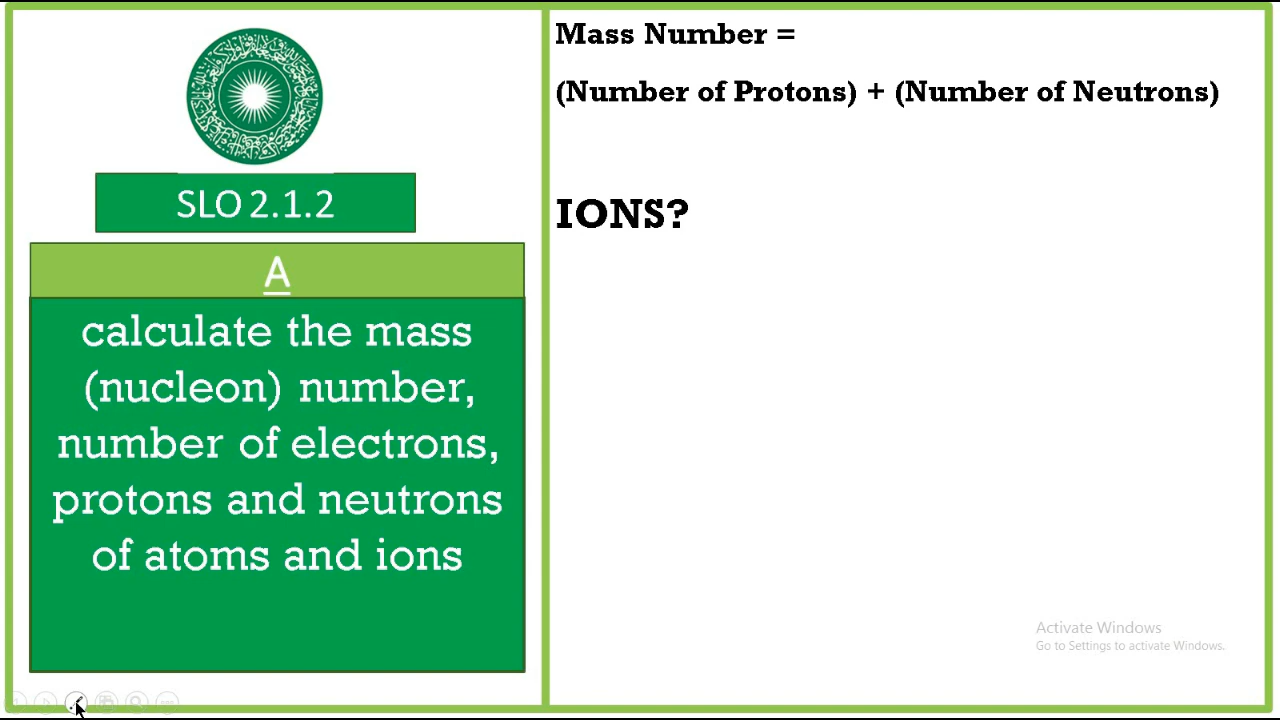 SLO 2.1.2
A
calculate the mass
(nucleon) number,
number of electrons,
protons and neutrons
of atoms and ions
Mass Number =
(Number of Protons) + (Number of Neutrons)
IONS?
Activate Windows
Go to Settings to activate Windows.